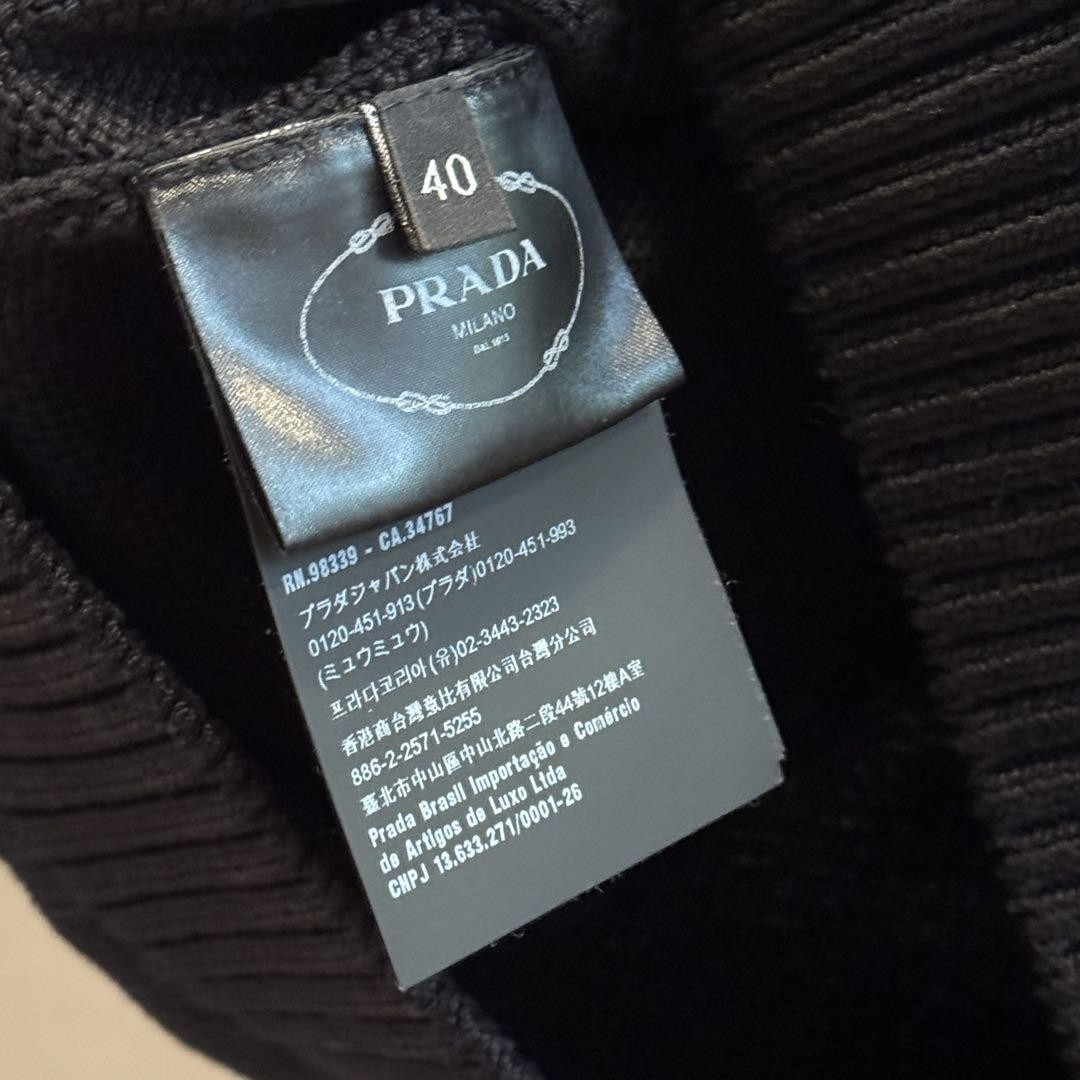 40
PRADA
MILANO
DAL 1913
RN.98339 - CA.34767
プラダジャパン株式会社
0120-451-913(プラダ)0120-451-993
(ミュウミュウ)
프라다코리아(유)02-3443-2323
香港商台灣意比有限公司台灣分公司
886-2-2571-5255
臺北市中山區中山北路二段44號12樓A室
Prada Brasil Importação e Comércio
de Artigos de Luxo Ltda
CNPJ 13.633.271/0001-26